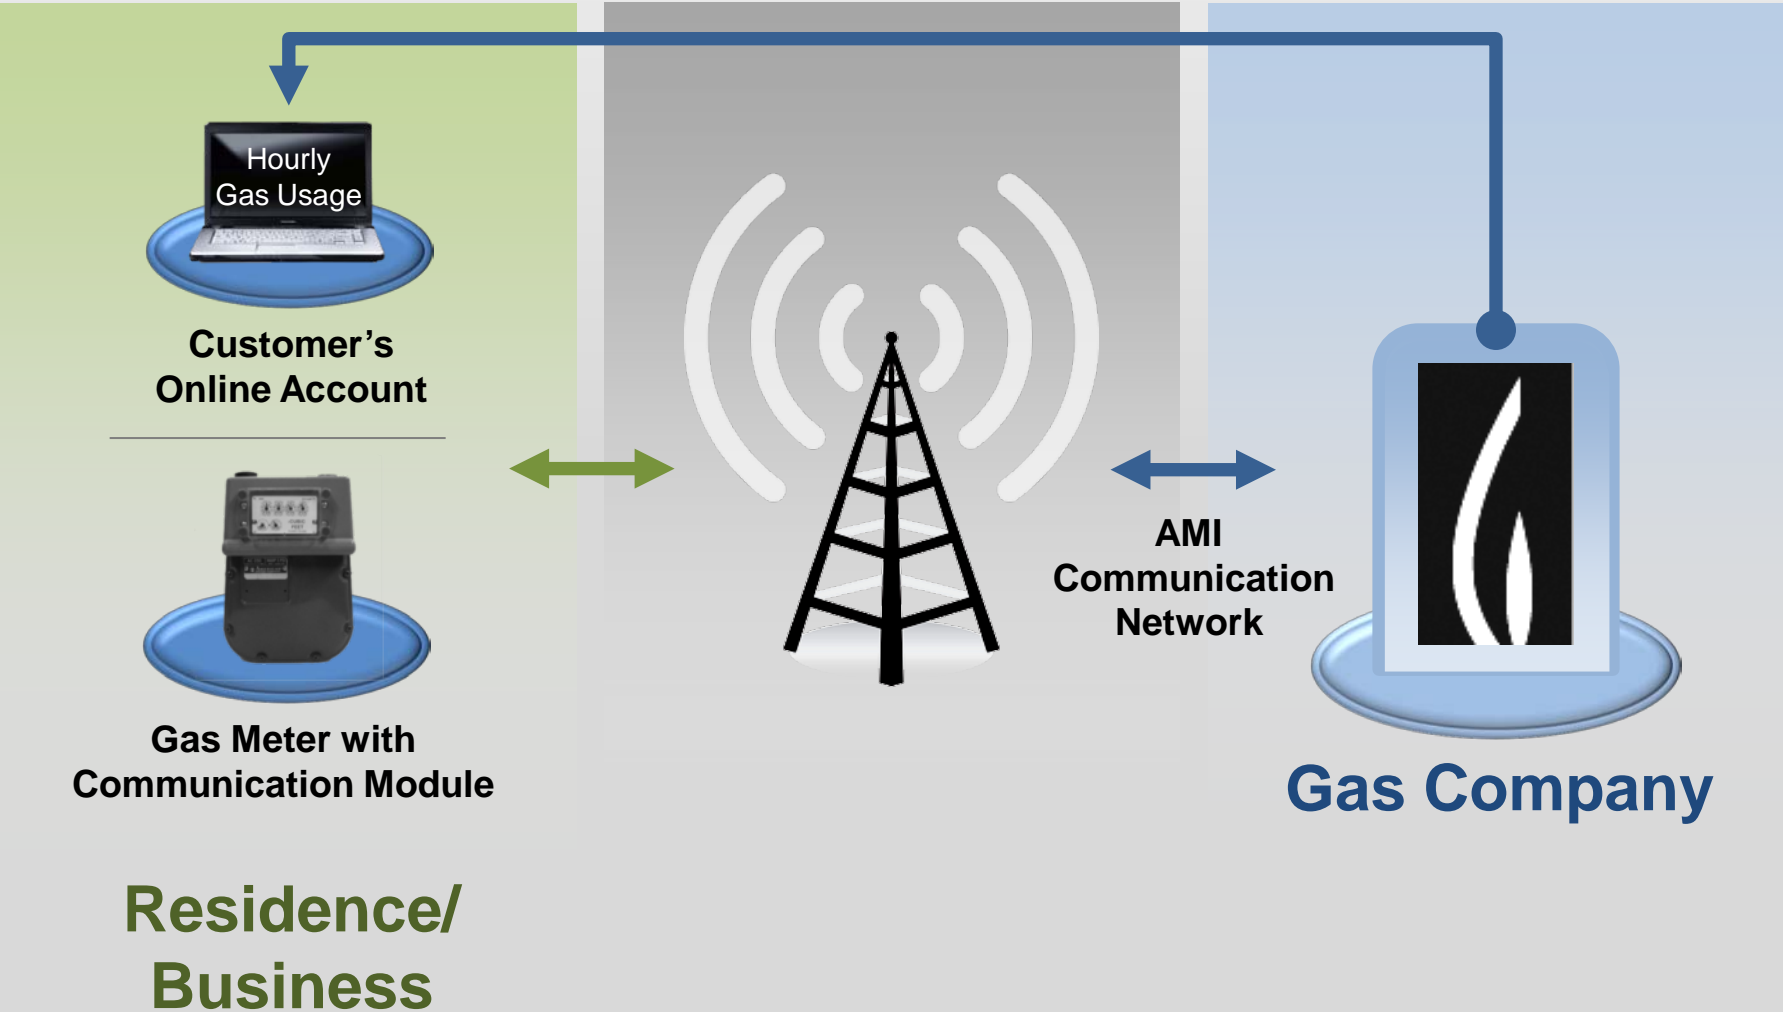 Hourly
Gas Usage
Customer’s
Online Account
Gas Meter with
Communication Module
Residence/
Business
AMI
Communication
Network
Gas Company